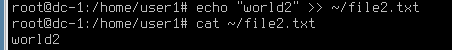 root@dc-1:/home/user1# echo "world2" >> ~/file2.txt
root@dc-1:/home/user1# cat ~/file2.txt
world2